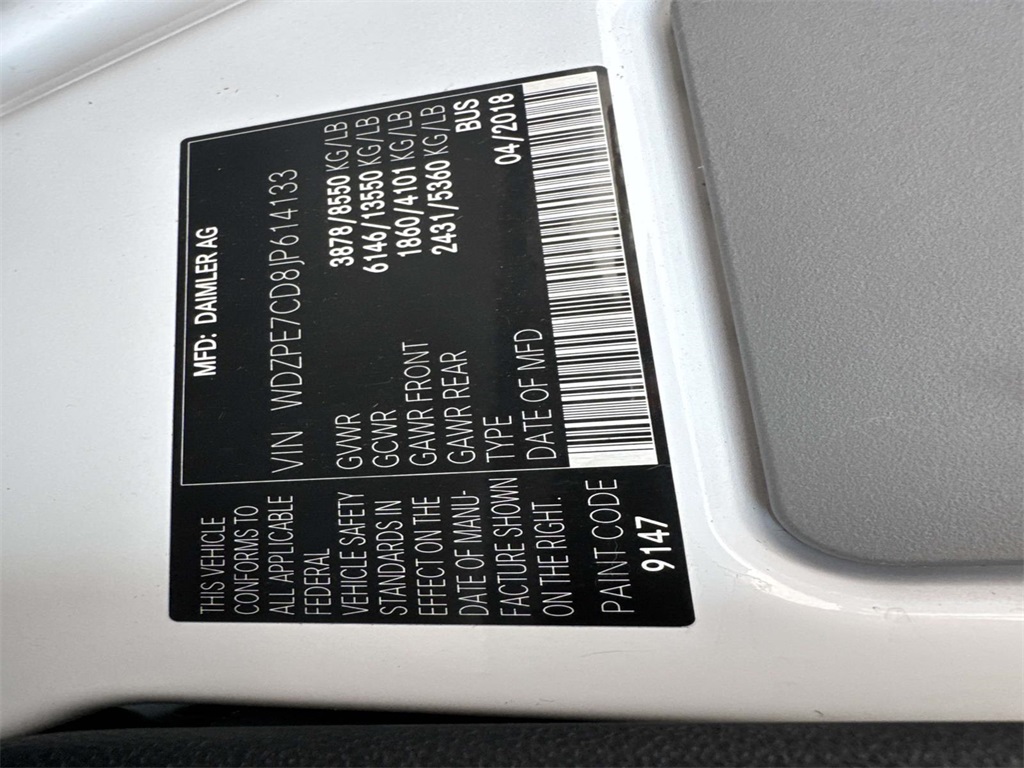 THIS VEHICLE
CONFORMS TO
ALL APPLICABLE
FEDERAL
VEHICLE SAFETY
STANDARDS IN
EFFECT ON THE
DATE OF MANU-
FACTURE SHOWN
ON THE RIGHT.
PAINT CODE
9147
MFD: DAIMLER AG
VIN WDZPE7CD8JP614133
GVWR 3878/8550 KG/LB
GCWR 6146/13550 KG/LB
GAWR FRONT 1860/4101 KG/LB
GAWR REAR 2431/5360 KG/LB
TYPE BUS
DATE OF MFD 04/2018